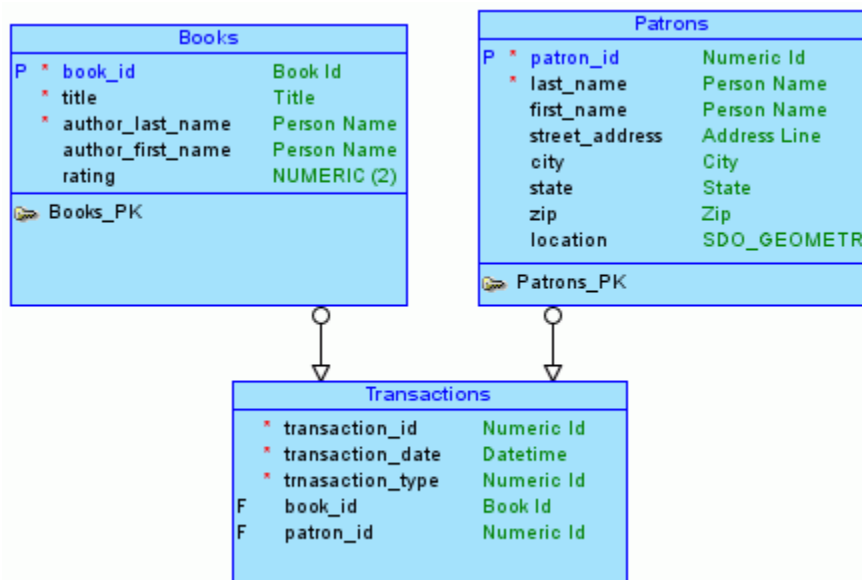 Books
P * book_id Book Id
* title Title
* author_last_name Person Name
author_first_name Person Name
rating NUMERIC (2)
Books_PK
Patrons
P * patron_id Numeric Id
* last_name Person Name
first_name Person Name
street_address Address Line
city City
state State
zip Zip
location SDO_GEOMETR
Patrons_PK
Transactions
* transaction_id Numeric Id
* transaction_date Datetime
* trnasaction_type Numeric Id
F book_id Book Id
F patron_id Numeric Id